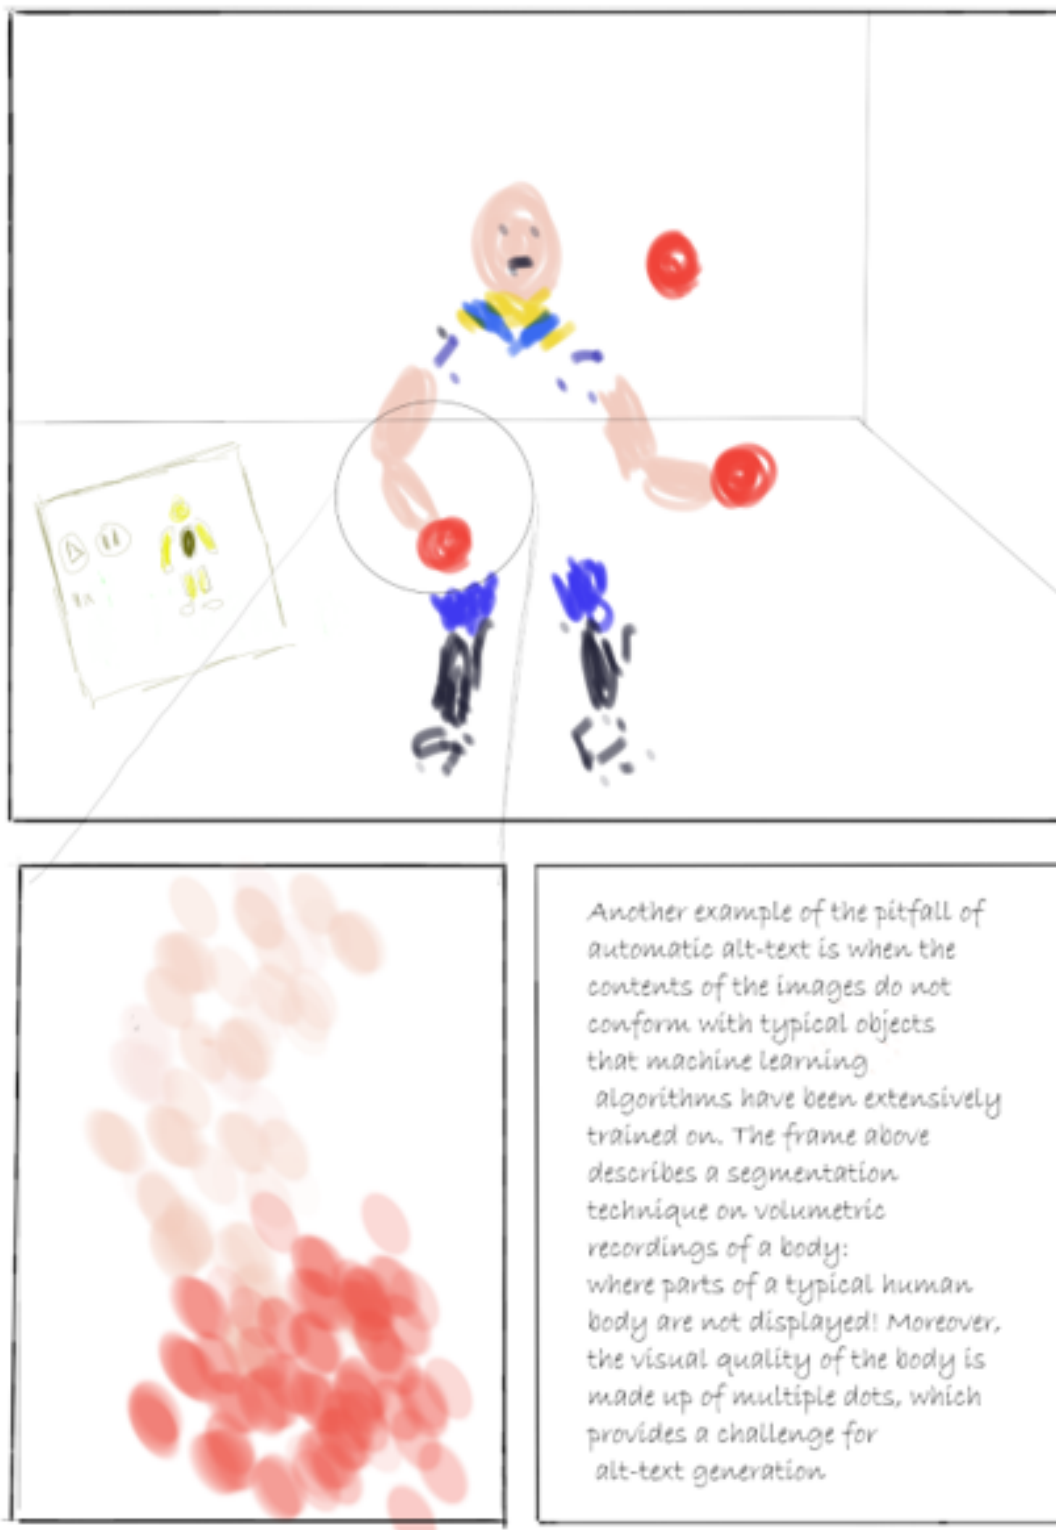 Another example of the pitfall of
automatic alt-text is when the
contents of the images do not
conform with typical objects
that machine learning
algorithms have been extensively
trained on. The frame above
describes a segmentation
technique on volumetric
recordings of a body:
where parts of a typical human
body are not displayed! Moreover,
the visual quality of the body is
made up of multiple dots, which
provides a challenge for
alt-text generation